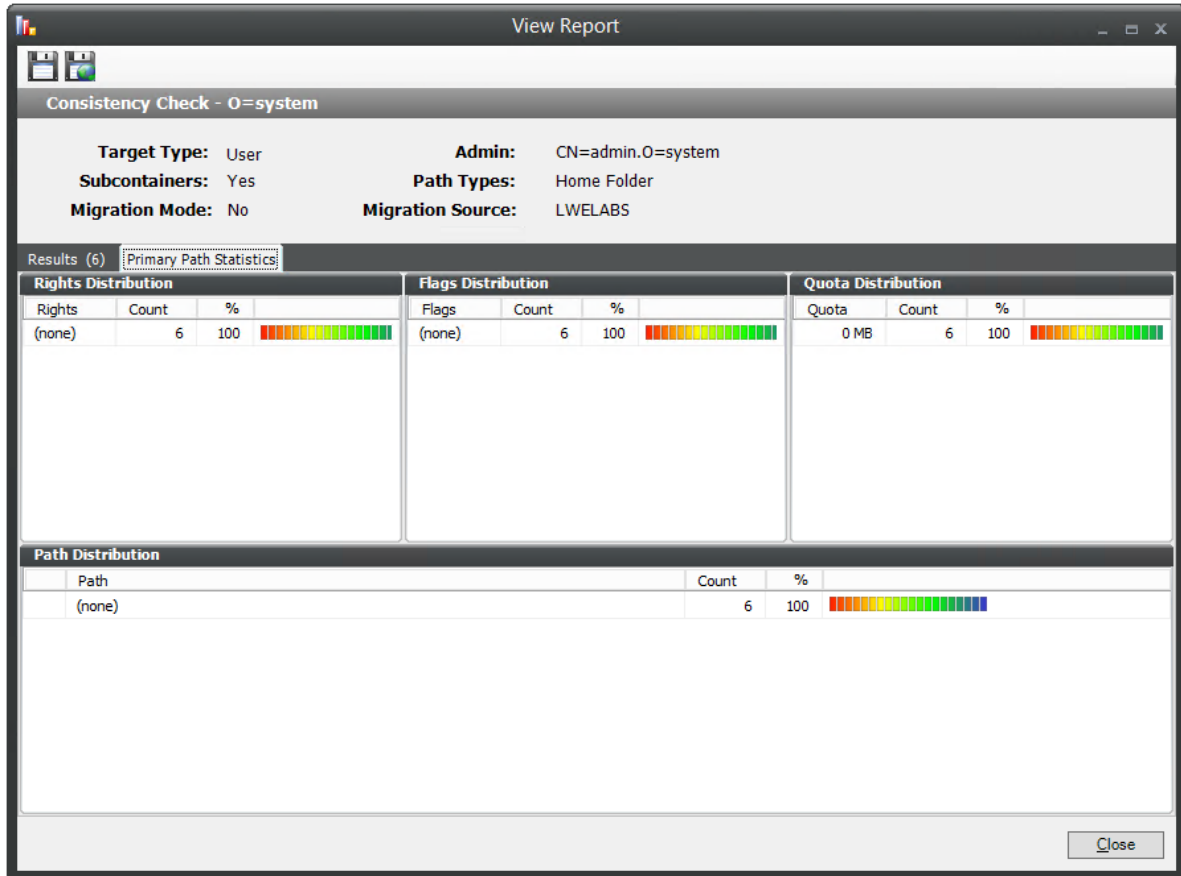 View Report
Consistency Check - O=system
Target Type: User Admin: CN=admin.O=system
Subcontainers: Yes Path Types: Home Folder
Migration Mode: No Migration Source: LWELABS
Results (6) Primary Path Statistics
Rights Distribution Flags Distribution Quota Distribution
Rights Count % Flags Count % Quota Count %
(none) 6 100 (none) 6 100 0 MB 6 100
Path Distribution
Path Count %
(none) 6 100
Close